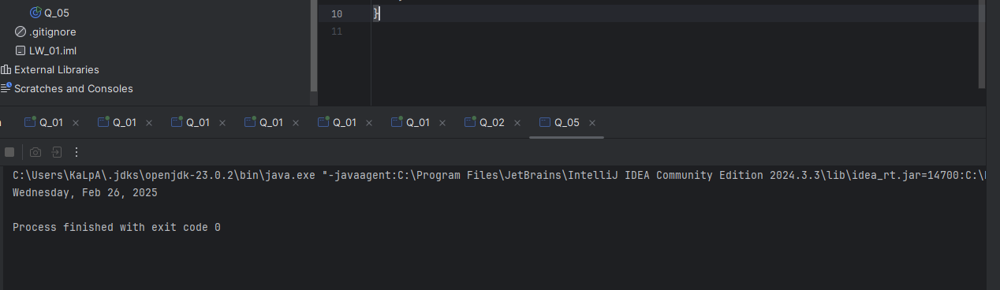 Q_05
.gitignore
LW_01.iml
External Libraries
Scratches and Consoles
10 }
11
Q_01 Q_01 Q_01 Q_01 Q_01 Q_01 Q_02 Q_05
C:\Users\KaLpA\.jdks\openjdk-23.0.2\bin\java.exe "-javaagent:C:\Program Files\JetBrains\IntelliJ IDEA Community Edition 2024.3.3\lib\idea_rt.jar=14700:C:\
Wednesday, Feb 26, 2025
Process finished with exit code 0